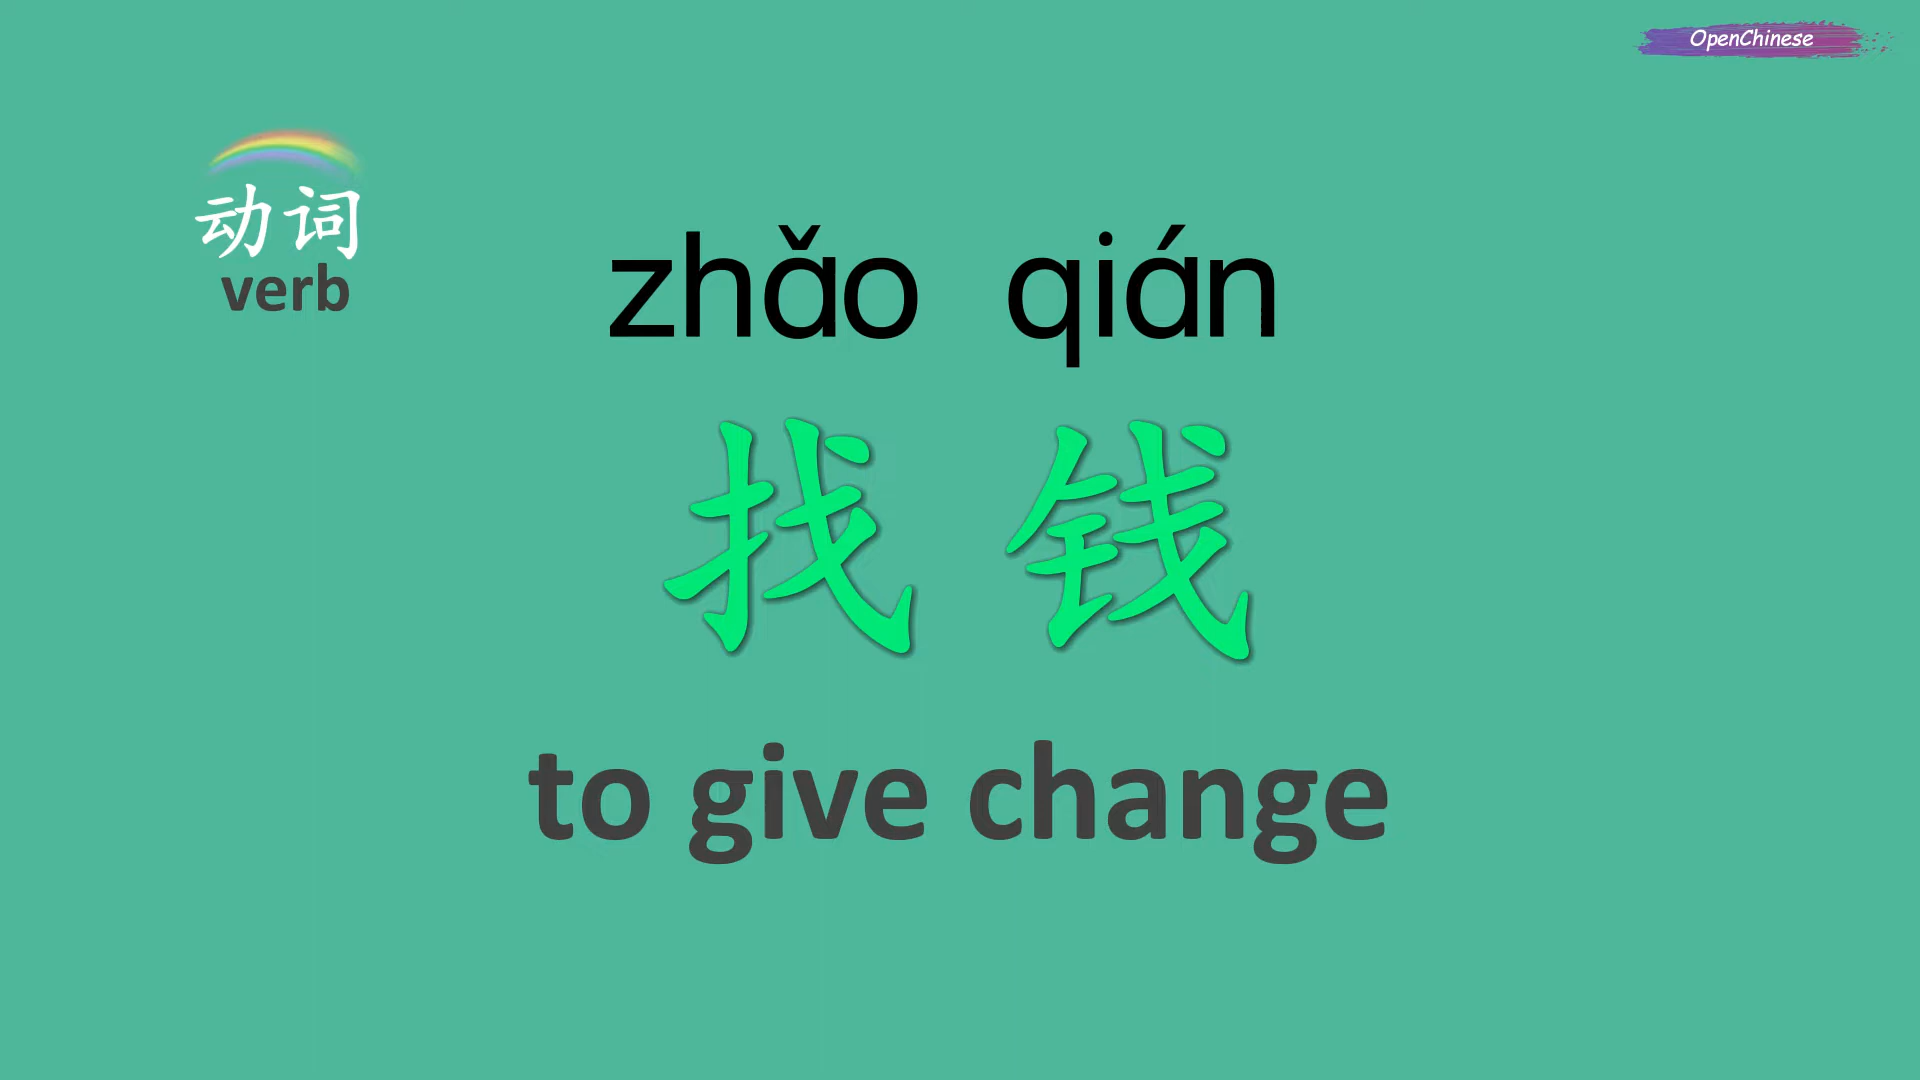 OpenChinese
动词
verb
zhǎo qián
找钱
to give change